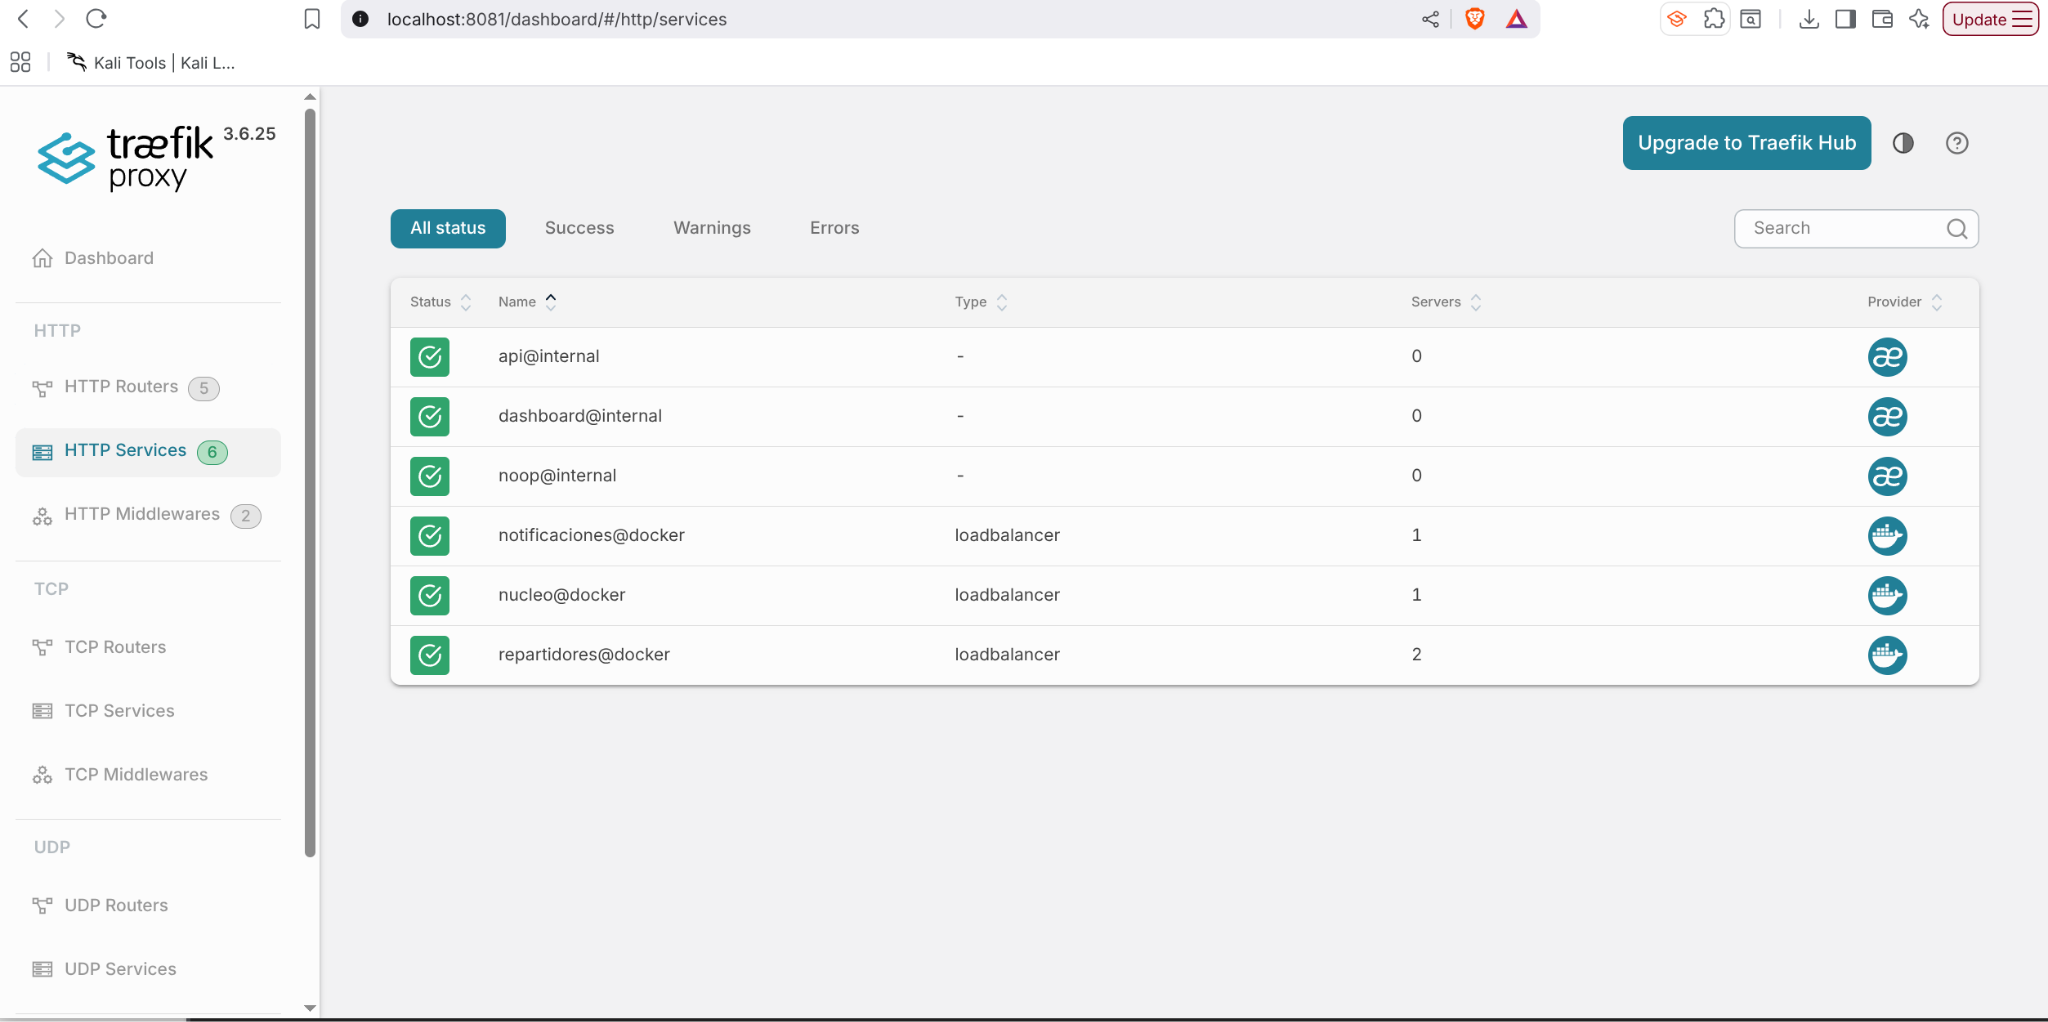 localhost:8081/dashboard/#/http/services
Update
Kali Tools | Kali L...
træfik proxy 3.6.25
Upgrade to Traefik Hub
All status Success Warnings Errors
Search
Dashboard
HTTP
HTTP Routers 5
HTTP Services 6
HTTP Middlewares 2
TCP
TCP Routers
TCP Services
TCP Middlewares
UDP
UDP Routers
UDP Services
Status Name Type Servers Provider
api@internal - 0 æ
dashboard@internal - 0 æ
noop@internal - 0 æ
notificaciones@docker loadbalancer 1
nucleo@docker loadbalancer 1
repartidores@docker loadbalancer 2